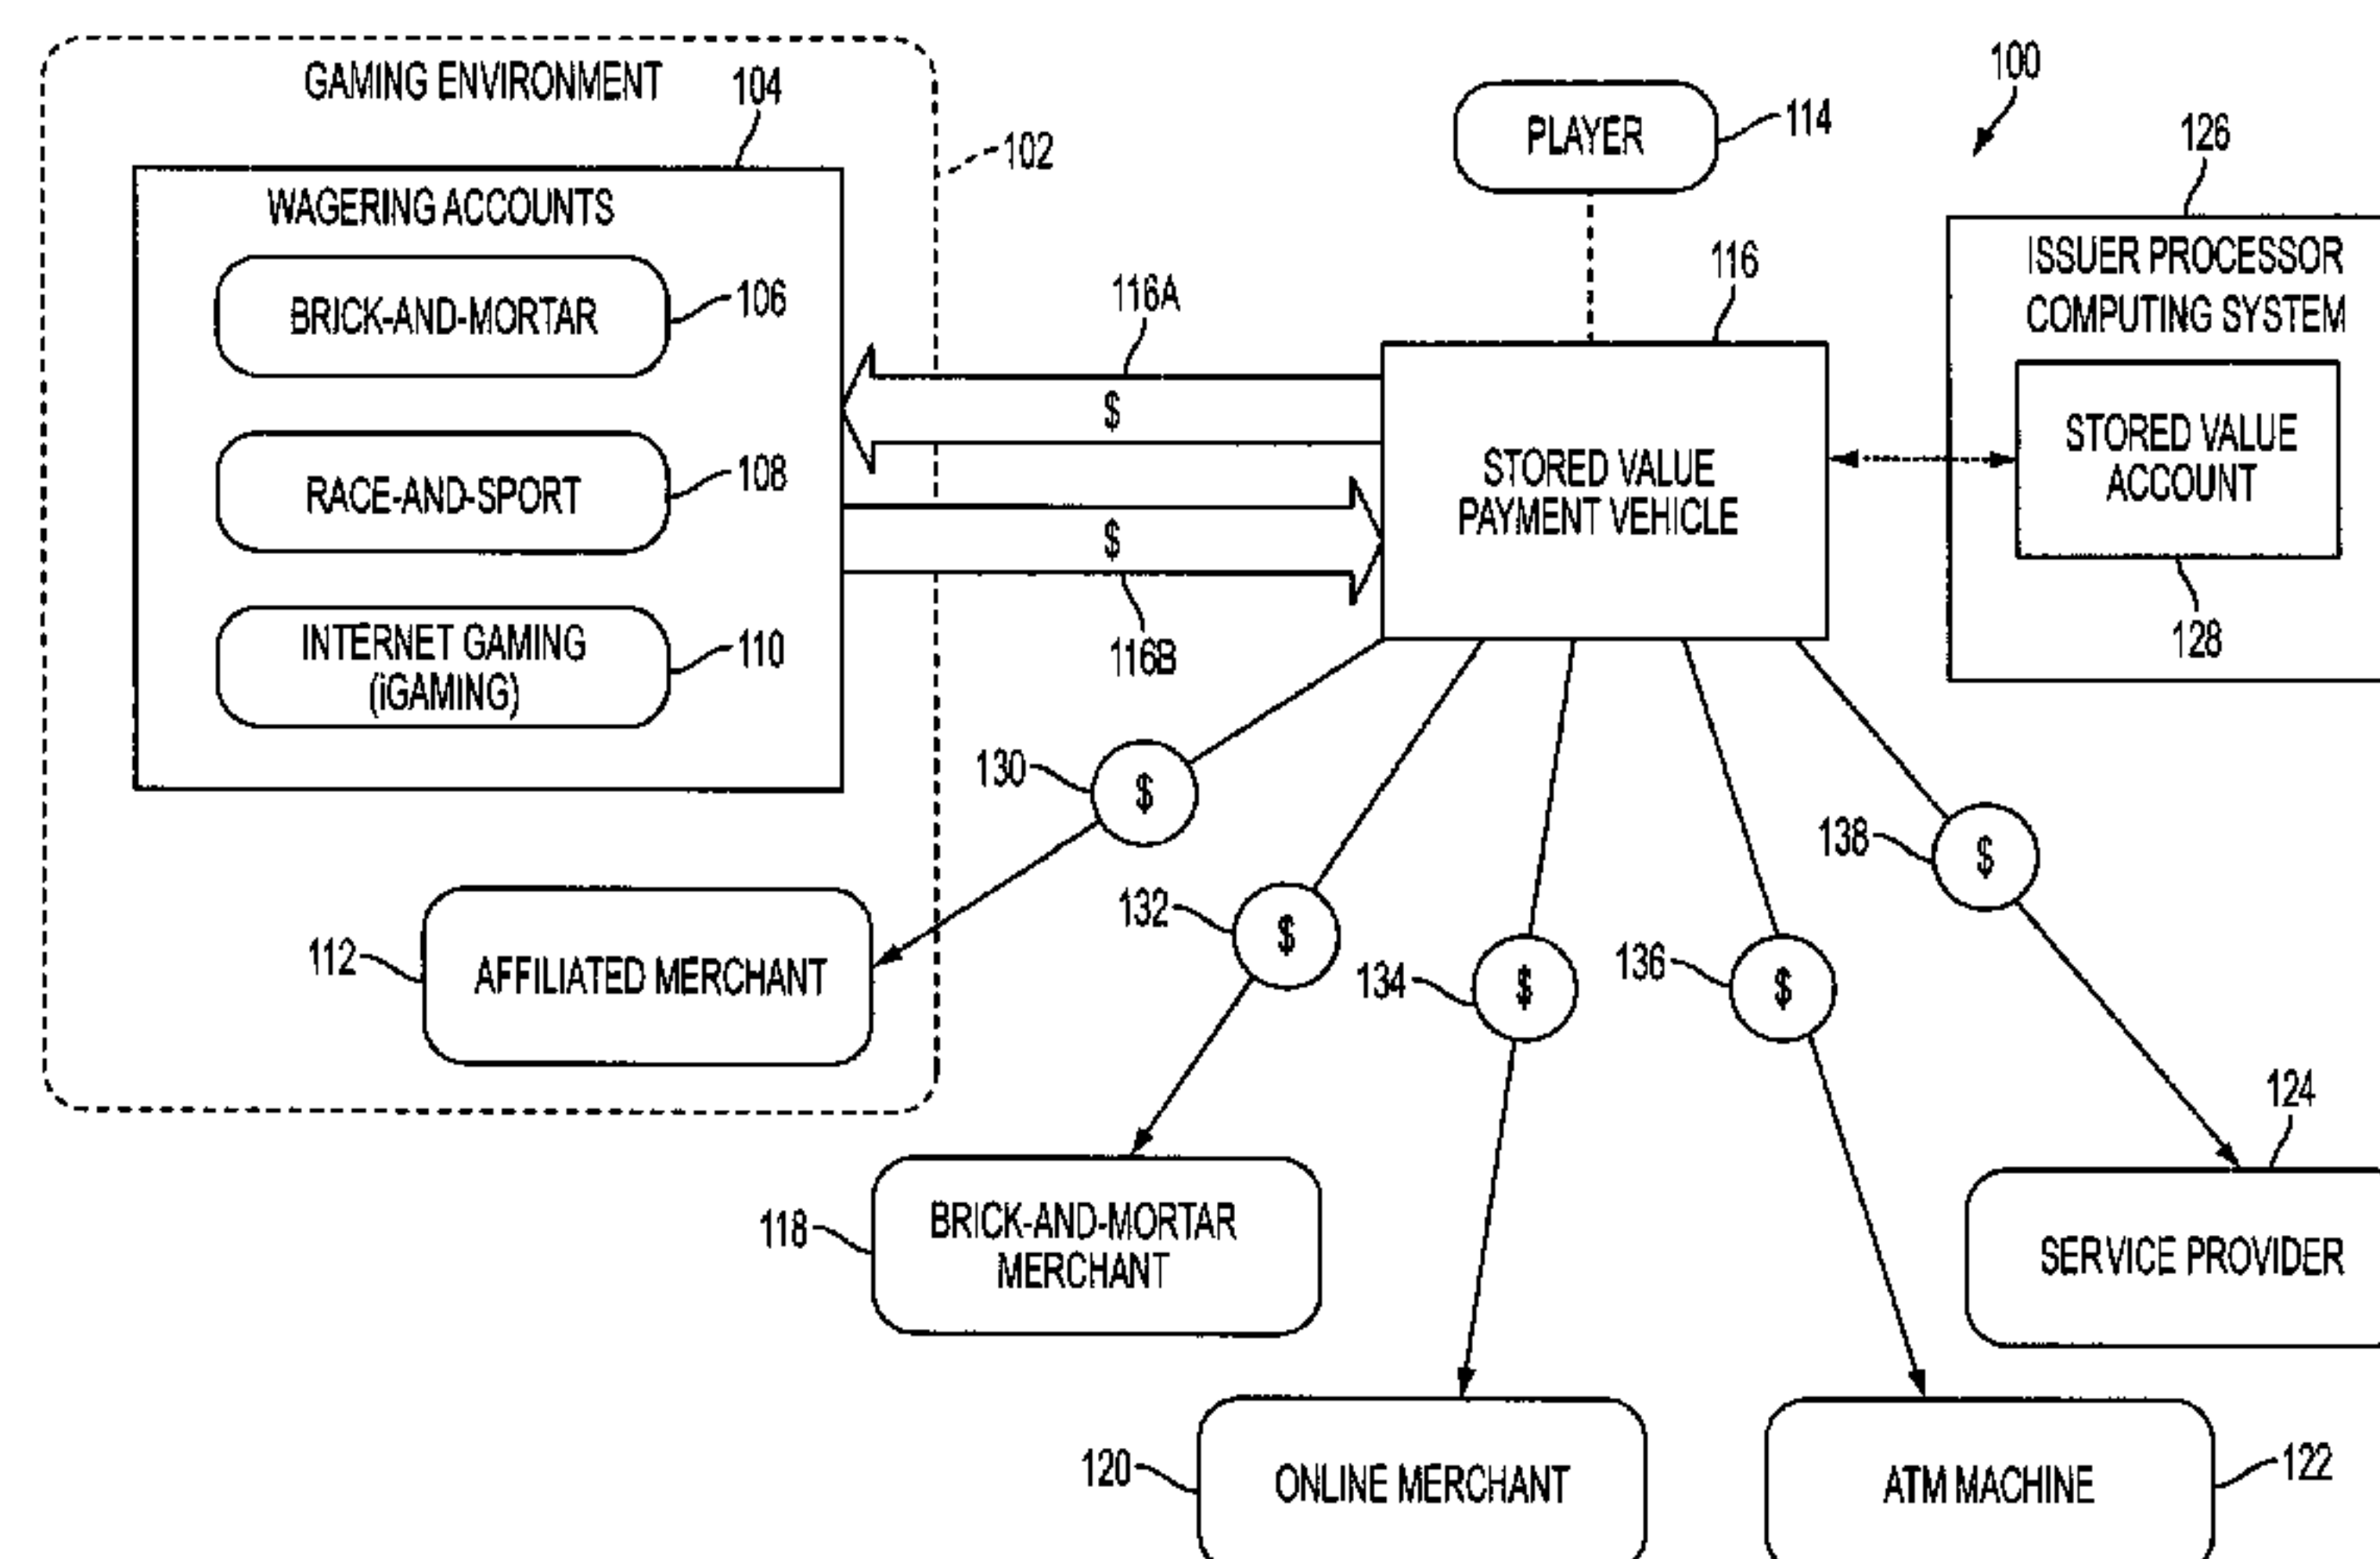 GAMING ENVIRONMENT
104
102
WAGERING ACCOUNTS
BRICK-AND-MORTAR
106
RACE-AND-SPORT
108
INTERNET GAMING
(iGAMING)
110
PLAYER
114
100
126
ISSUER PROCESSOR
COMPUTING SYSTEM
STORED VALUE
ACCOUNT
128
116
116A
$
STORED VALUE
PAYMENT VEHICLE
$
116B
130
$
132
$
134
$
136
$
138
$
112
AFFILIATED MERCHANT
118
BRICK-AND-MORTAR
MERCHANT
120
ONLINE MERCHANT
ATM MACHINE
122
124
SERVICE PROVIDER